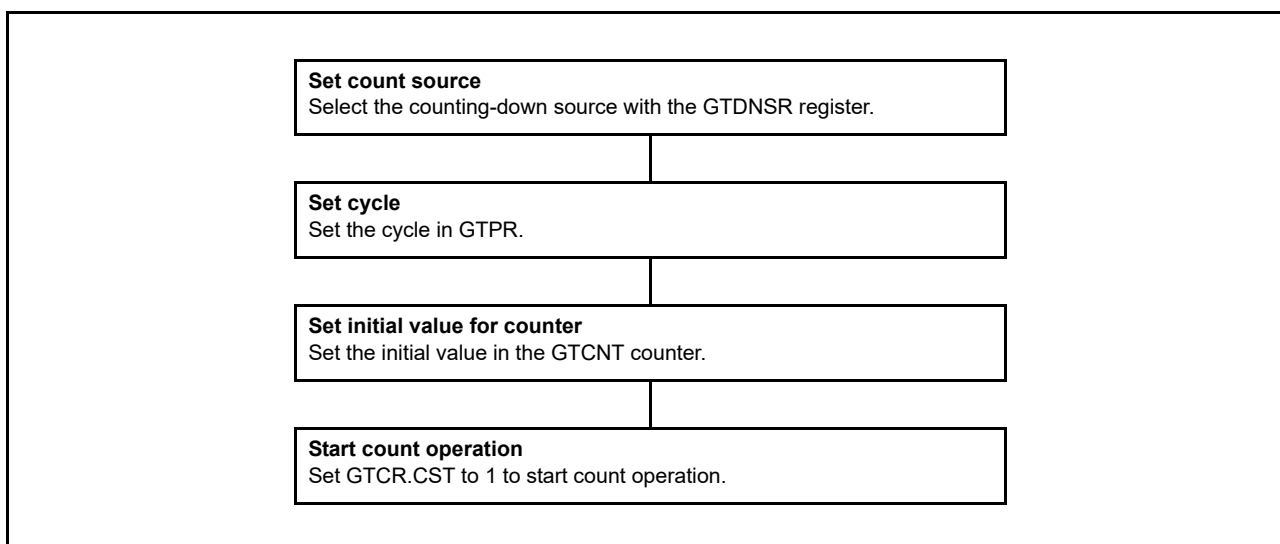 Set count source
Select the counting-down source with the GTDNSR register.
Set cycle
Set the cycle in GTPR.
Set initial value for counter
Set the initial value in the GTCNT counter.
Start count operation
Set GTCR.CST to 1 to start count operation.